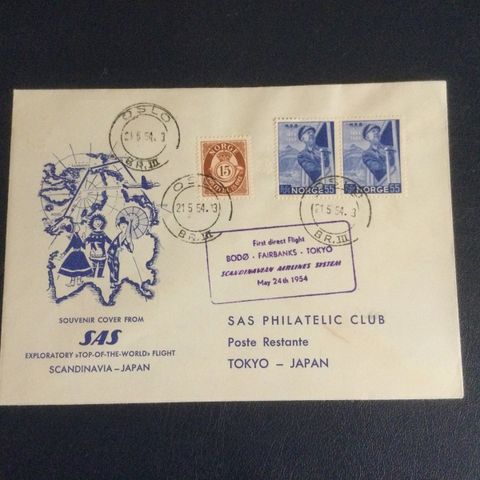 OSLO
21 5 54. 3
BR. III
OSLO
21 5 54. 13
BR. III
NORGE
15
NORGE 55
NORGE 55
21 5 54. 3
BR. III
First direct Flight
BODØ - FAIRBANKS - TOKYO
SCANDINAVIAN AIRLINES SYSTEM
May 24th 1954
SOUVENIR COVER FROM
SAS
EXPLORATORY »TOP-OF-THE-WORLD» FLIGHT
SCANDINAVIA – JAPAN
SAS PHILATELIC CLUB
Poste Restante
TOKYO – JAPAN